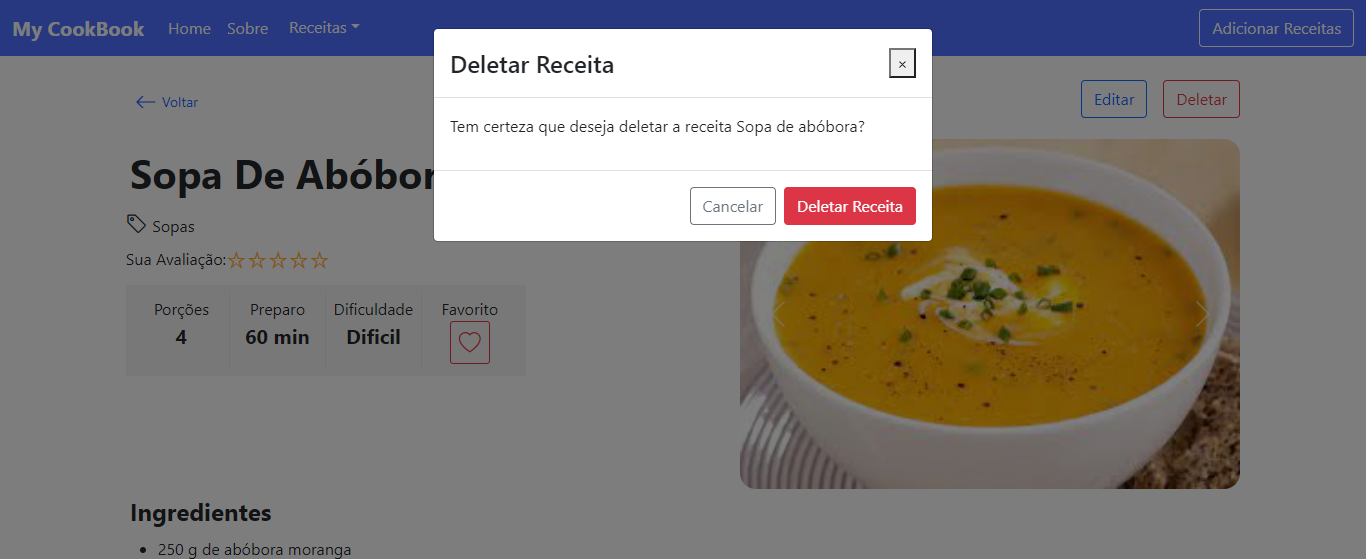 My CookBook Home Sobre Receitas Adicionar Receitas
Deletar Receita ×
Tem certeza que deseja deletar a receita Sopa de abóbora?
Cancelar Deletar Receita
Voltar Editar Deletar
Sopa De Abóbor
Sopas
Sua Avaliação:
Porções Preparo Dificuldade Favorito
4 60 min Dificil
Ingredientes
250 g de abóbora moranga